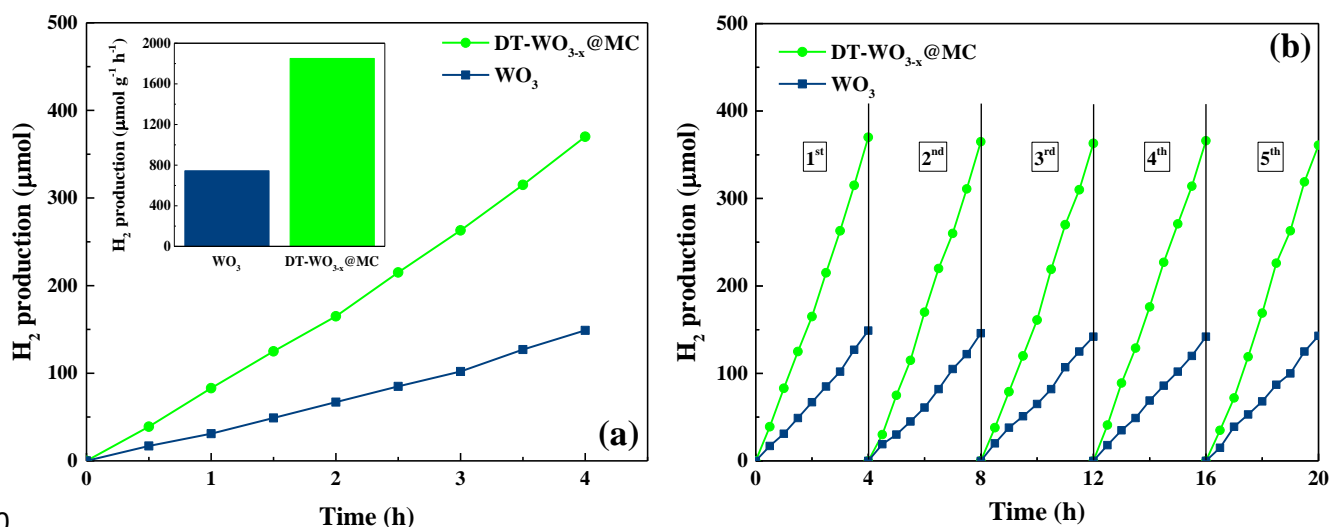 500
400
300
200
100
0
H₂ production (μmol)
0 1 2 3 4
Time (h)
DT-WO₃₋ₓ@MC
WO₃
2000
1600
1200
800
400
0
H₂ production (μmol g⁻¹ h⁻¹)
WO₃ DT-WO₃₋ₓ@MC
(a)
0
500
400
300
200
100
0
H₂ production (μmol)
0 4 8 12 16 20
Time (h)
DT-WO₃₋ₓ@MC
WO₃
(b)
1ˢᵗ 2ⁿᵈ 3ʳᵈ 4ᵗʰ 5ᵗʰ